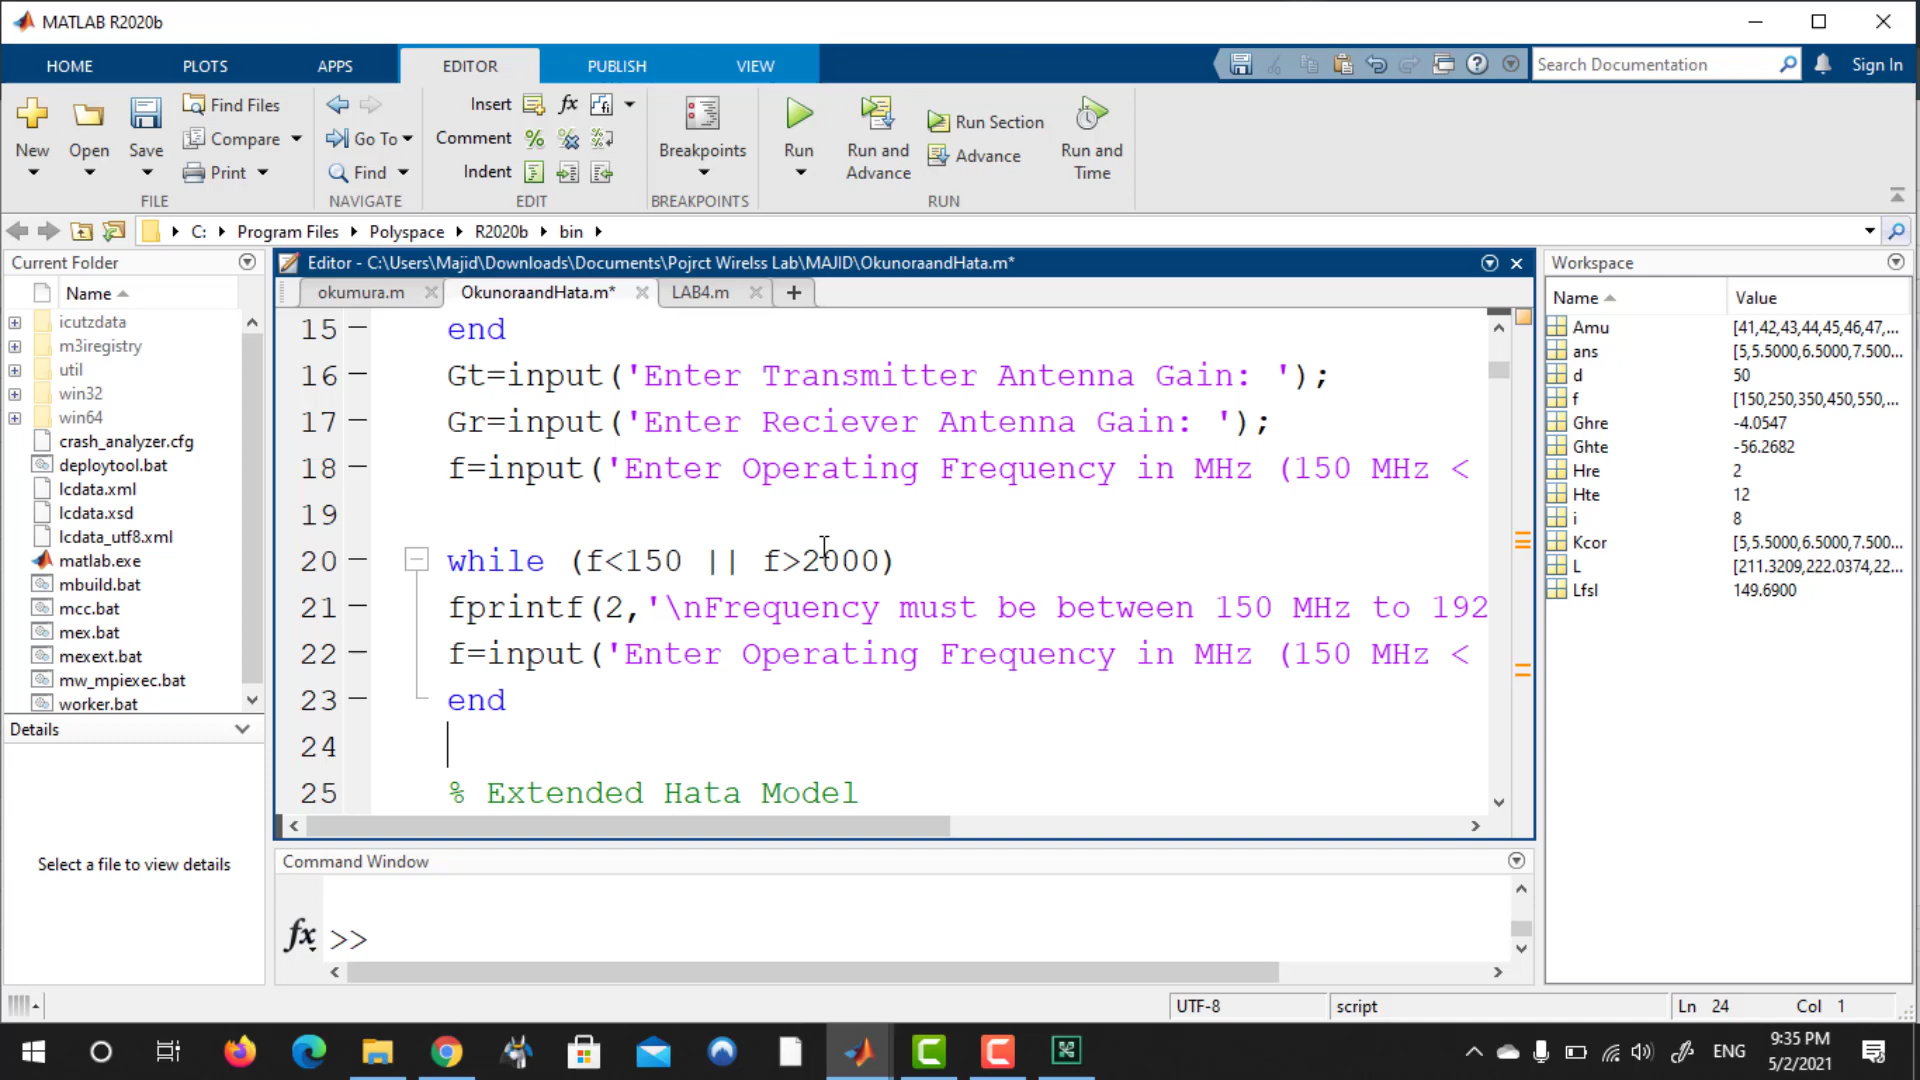 MATLAB R2020b
HOME PLOTS APPS EDITOR PUBLISH VIEW Search Documentation Sign In
New Open Save Find Files Compare Print
Go To Find
Insert fx Comment Indent
Breakpoints
Run Run and Advance Run Section Advance Run and Time
FILE NAVIGATE EDIT BREAKPOINTS RUN
C: Program Files Polyspace R2020b bin
Current Folder
Name
icutzdata
m3iregistry
util
win32
win64
crash_analyzer.cfg
deploytool.bat
lcdata.xml
lcdata.xsd
lcdata_utf8.xml
matlab.exe
mbuild.bat
mcc.bat
mex.bat
mexext.bat
mw_mpiexec.bat
worker.bat
Details
Select a file to view details
Editor - C:\Users\Majid\Downloads\Documents\Pojrct Wirelss Lab\MAJID\OkunoraandHata.m*
okumura.m OkunoraandHata.m* LAB4.m
15 end
16 Gt=input('Enter Transmitter Antenna Gain: ');
17 Gr=input('Enter Reciever Antenna Gain: ');
18 f=input('Enter Operating Frequency in MHz (150 MHz <
19
20 while (f<150 || f>2000)
21 fprintf(2,'\nFrequency must be between 150 MHz to 192
22 f=input('Enter Operating Frequency in MHz (150 MHz <
23 end
24
25 % Extended Hata Model
Command Window
fx >>
Workspace
Name Value
Amu [41,42,43,44,45,46,47,...
ans [5,5.5000,6.5000,7.500...
d 50
f [150,250,350,450,550,...
Ghre -4.0547
Ghte -56.2682
Hre 2
Hte 12
i 8
Kcor [5,5.5000,6.5000,7.500...
L [211.3209,222.0374,22...
Lfsl 149.6900
UTF-8 script Ln 24 Col 1
ENG 9:35 PM
5/2/2021